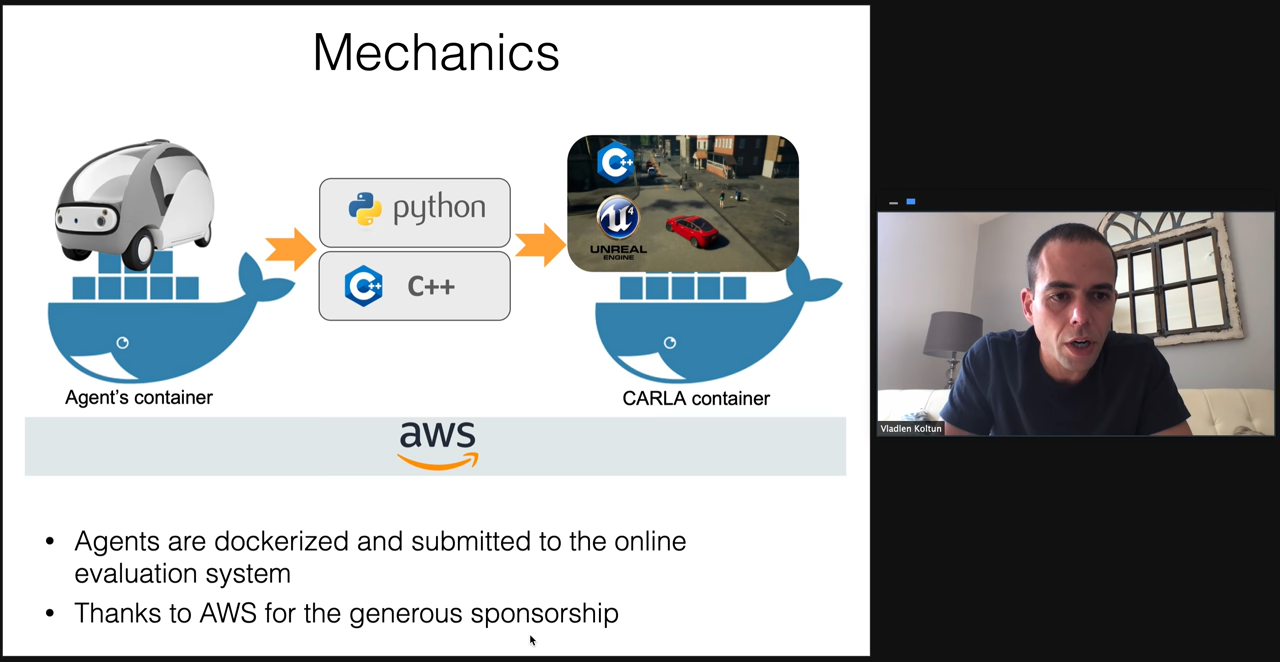 Mechanics
python
C++
C++
C++
U4
UNREAL
ENGINE
Agent's container
CARLA container
aws
• Agents are dockerized and submitted to the online
evaluation system
• Thanks to AWS for the generous sponsorship
Vladlen Koltun